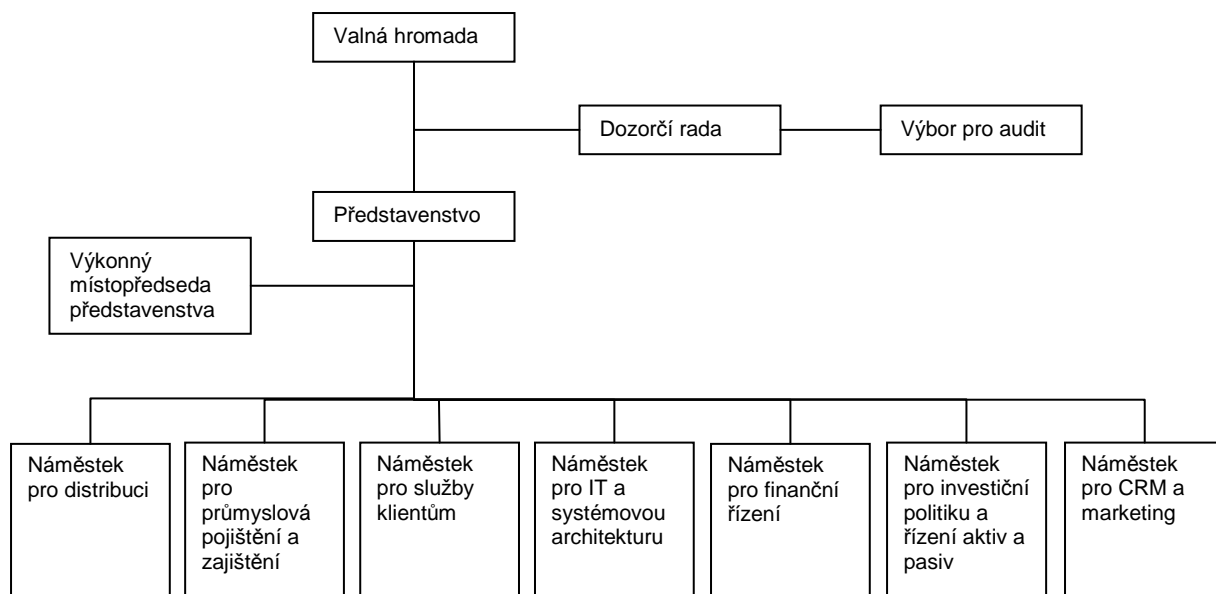 Valná hromada
Dozorčí rada
Výbor pro audit
Představenstvo
Výkonný
místopředseda
představenstva
Náměstek
pro distribuci
Náměstek
pro
průmyslová
pojištění a
zajištění
Náměstek
pro služby
klientům
Náměstek
pro IT a
systémovou
architekturu
Náměstek
pro finanční
řízení
Náměstek
pro investiční
politiku a
řízení aktiv a
pasiv
Náměstek
pro CRM a
marketing